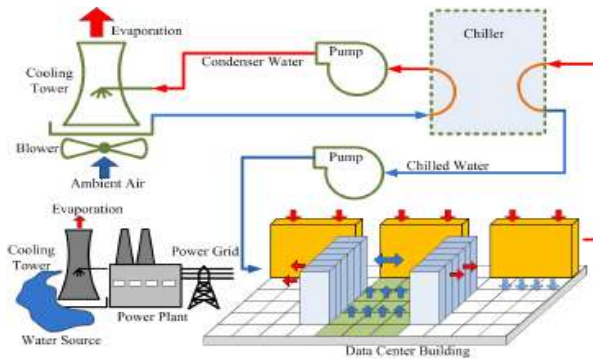 Evaporation
Pump
Chiller
Condenser Water
Cooling
Tower
Blower
Pump
Chilled Water
Ambient Air
Evaporation
Cooling
Tower
Power Grid
Power Plant
Water Source
Data Center Building